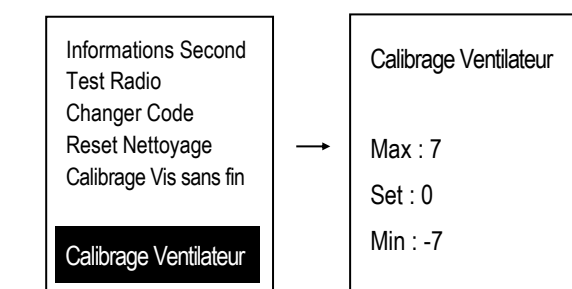 Informations Second
Test Radio
Changer Code
Reset Nettoyage
Calibrage Vis sans fin
Calibrage Ventilateur
Calibrage Ventilateur
Max : 7
Set : 0
Min : -7